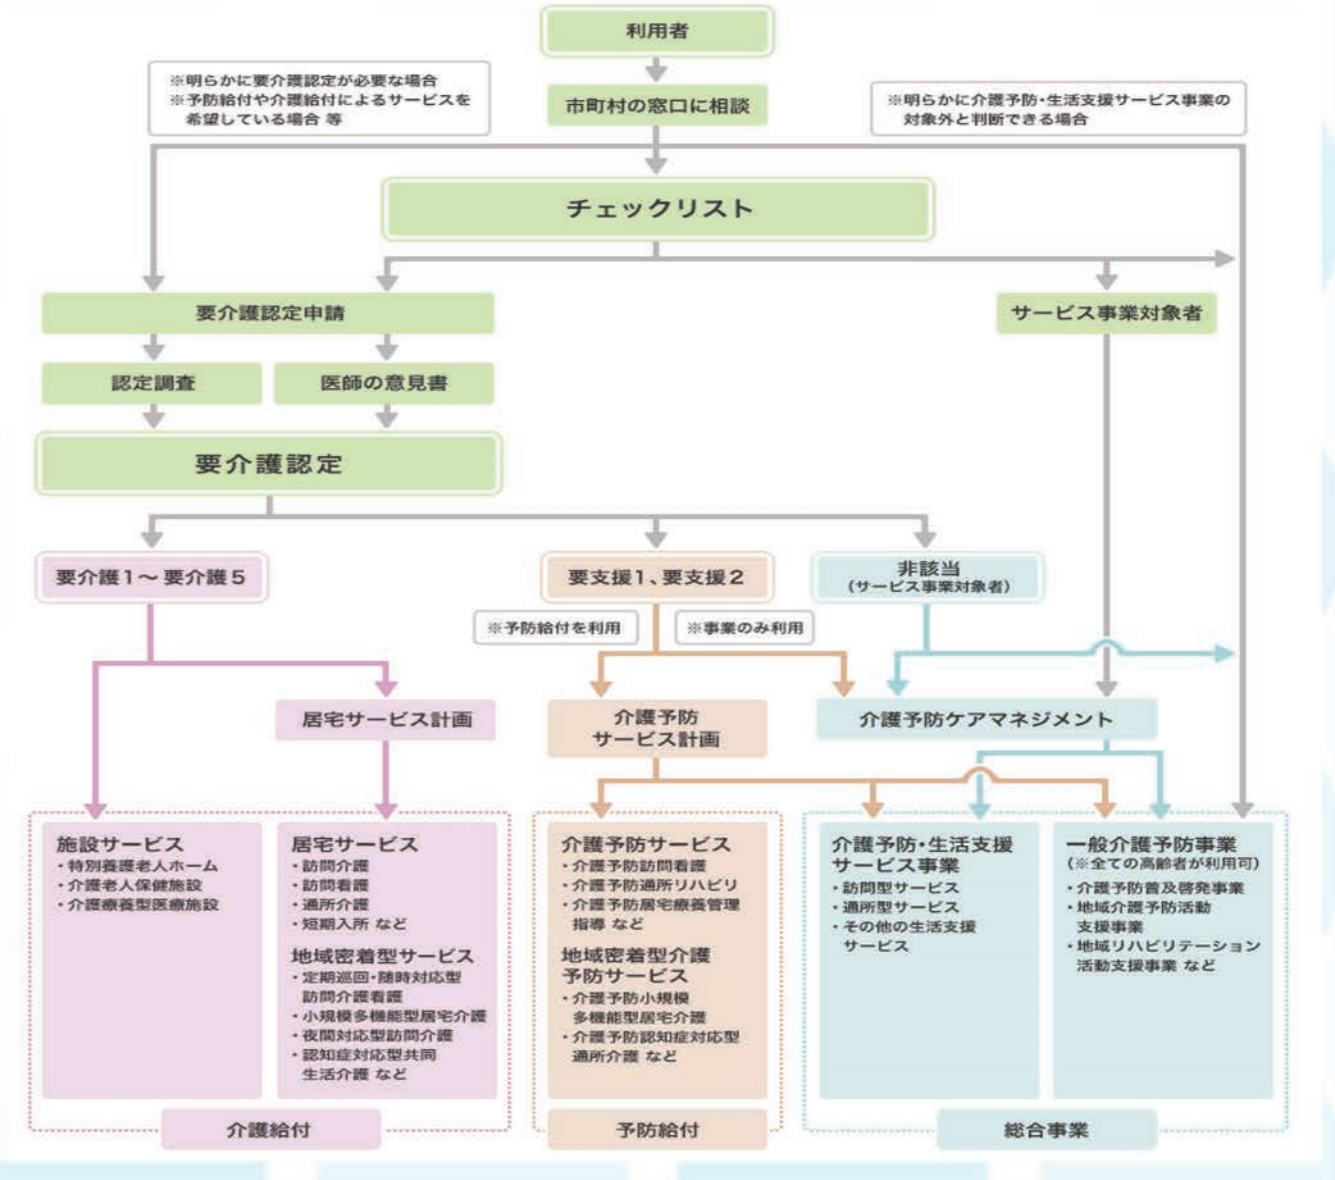 利用者
※明らかに要介護認定が必要な場合
※予防給付や介護給付によるサービスを
希望している場合 等
市町村の窓口に相談
※明らかに介護予防・生活支援サービス事業の
対象外と判断できる場合
チェックリスト
要介護認定申請
サービス事業対象者
認定調査
医師の意見書
要介護認定
要介護1〜要介護5
要支援1、要支援2
非該当
(サービス事業対象者)
※予防給付を利用
※事業のみ利用
居宅サービス計画
介護予防
サービス計画
介護予防ケアマネジメント
施設サービス
・特別養護老人ホーム
・介護老人保健施設
・介護療養型医療施設
居宅サービス
・訪問介護
・訪問看護
・通所介護
・短期入所 など
地域密着型サービス
・定期巡回・随時対応型
訪問介護看護
・小規模多機能型居宅介護
・夜間対応型訪問介護
・認知症対応型共同
生活介護 など
介護予防サービス
・介護予防訪問看護
・介護予防通所リハビリ
・介護予防居宅療養管理
指導 など
地域密着型介護
予防サービス
・介護予防小規模
多機能型居宅介護
・介護予防認知症対応型
通所介護 など
介護予防・生活支援
サービス事業
・訪問型サービス
・通所型サービス
・その他の生活支援
サービス
一般介護予防事業
(※全ての高齢者が利用可)
・介護予防普及啓発事業
・地域介護予防活動
支援事業
・地域リハビリテーション
活動支援事業 など
介護給付
予防給付
総合事業